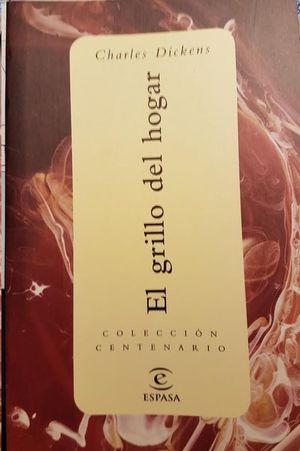 Charles Dickens
El grillo del hogar
COLECCIÓN
CENTENARIO
e
ESPASA